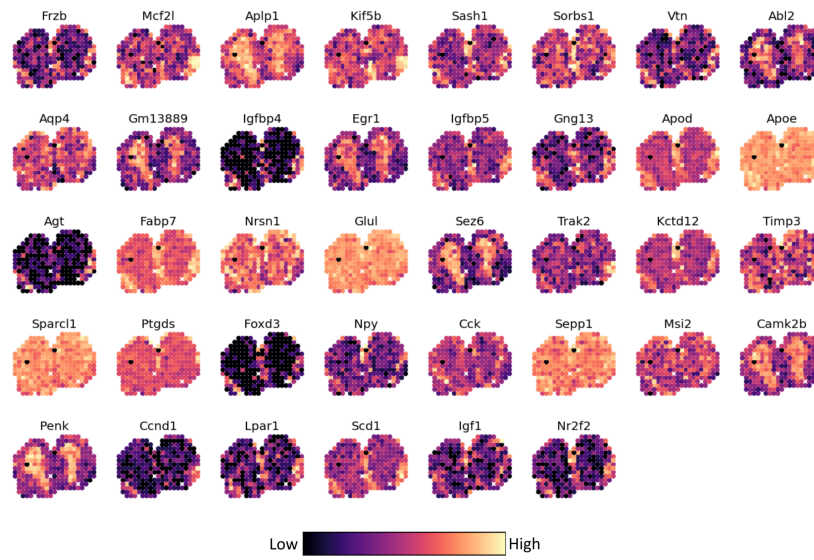 Frzb Mcf2l Aplp1 Kif5b Sash1 Sorbs1 Vtn Abl2
Aqp4 Gm13889 Igfbp4 Egr1 Igfbp5 Gng13 Apod Apoe
Agt Fabp7 Nrsn1 Glul Sez6 Trak2 Kctd12 Timp3
Sparcl1 Ptgds Foxd3 Npy Cck Sepp1 Msi2 Camk2b
Penk Ccnd1 Lpar1 Scd1 Igf1 Nr2f2
Low High